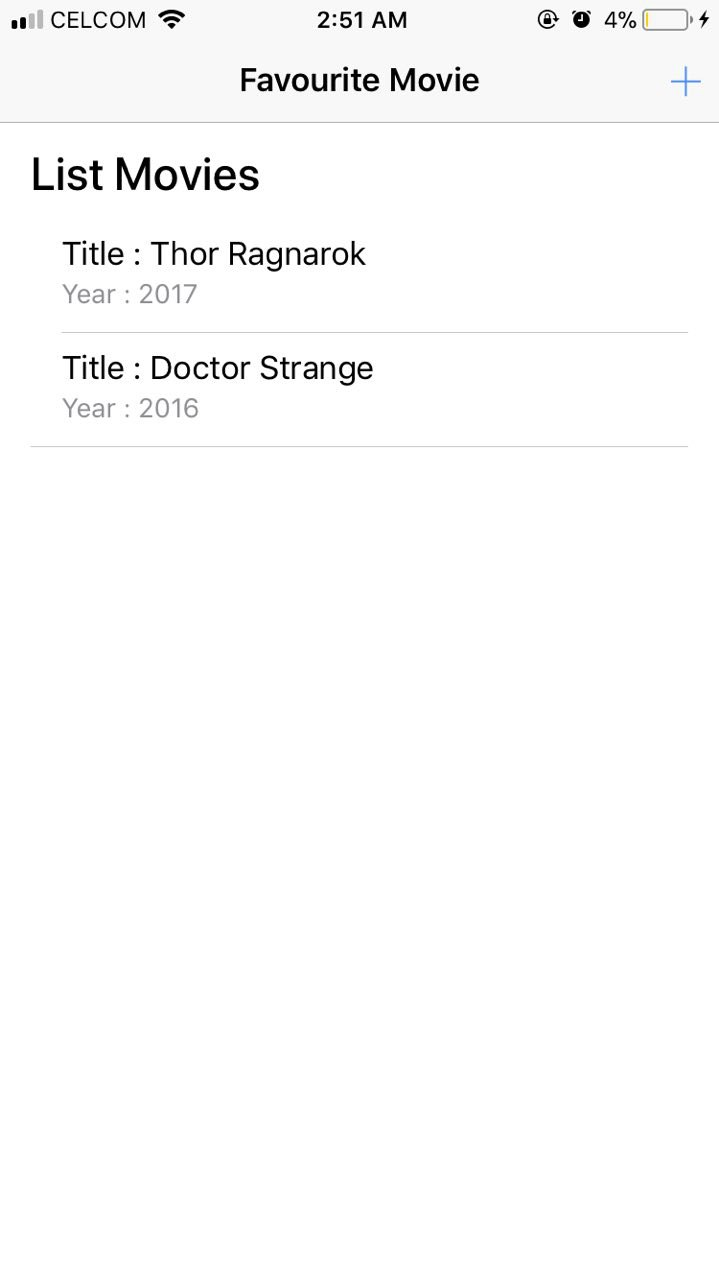 CELCOM 2:51 AM 4%
Favourite Movie
List Movies
Title : Thor Ragnarok
Year : 2017
Title : Doctor Strange
Year : 2016